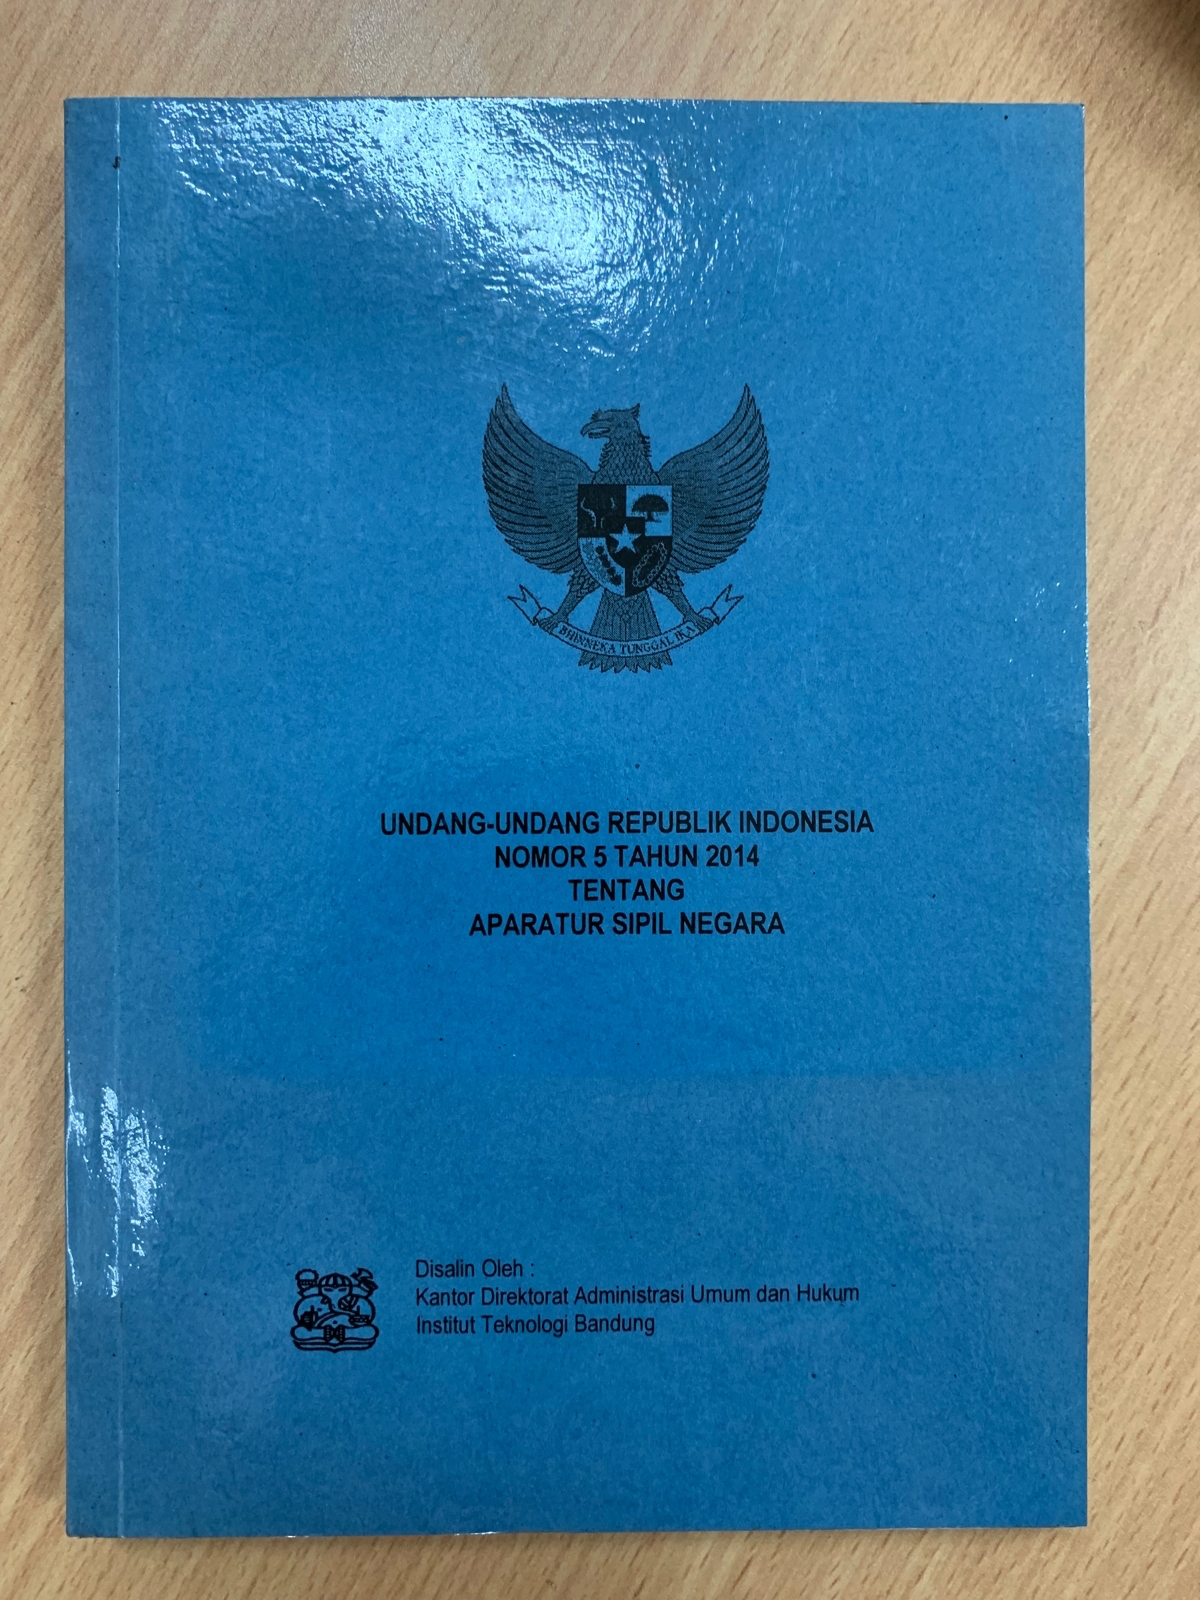 BHINNEKA TUNGGAL IKA
UNDANG-UNDANG REPUBLIK INDONESIA
NOMOR 5 TAHUN 2014
TENTANG
APARATUR SIPIL NEGARA
Disalin Oleh :
Kantor Direktorat Administrasi Umum dan Hukum
Institut Teknologi Bandung